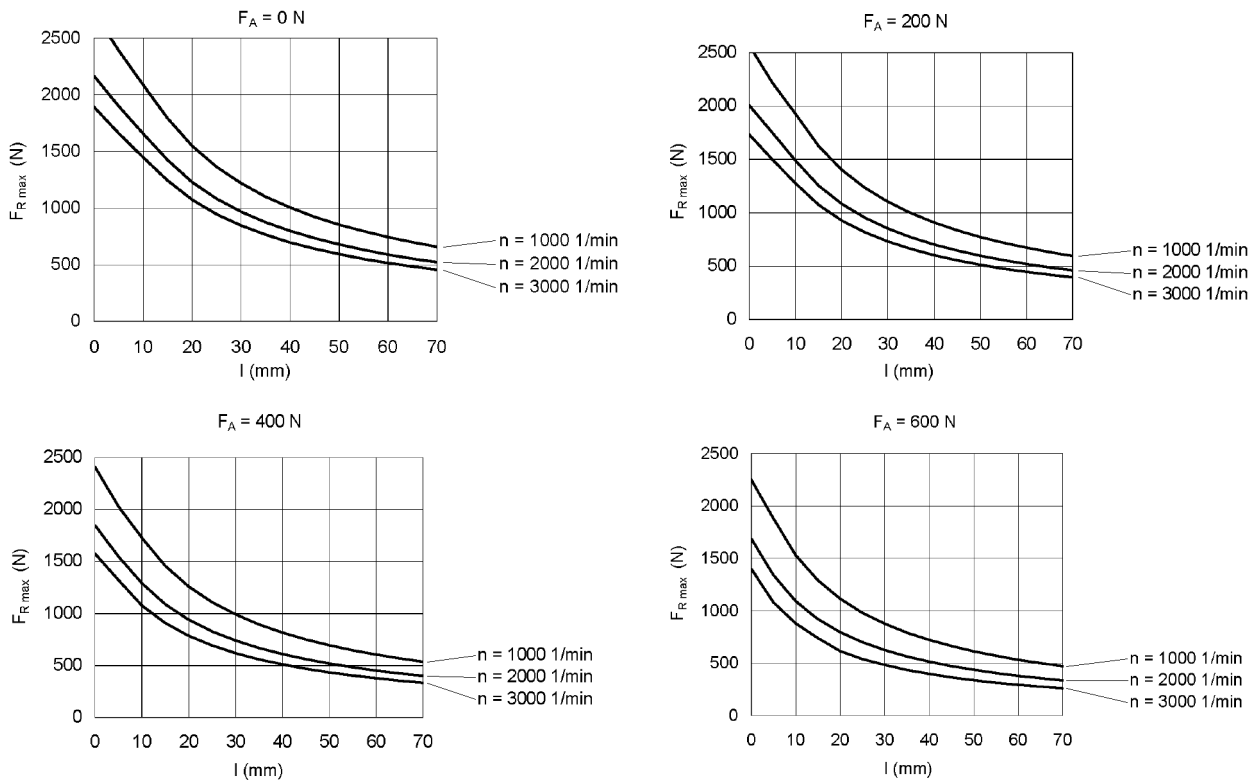 F_A = 0 N
2500
2000
1500
1000
500
0
F_R max (N)
0 10 20 30 40 50 60 70
l (mm)
n = 1000 1/min
n = 2000 1/min
n = 3000 1/min
F_A = 200 N
2500
2000
1500
1000
500
0
F_R max (N)
0 10 20 30 40 50 60 70
l (mm)
n = 1000 1/min
n = 2000 1/min
n = 3000 1/min
F_A = 400 N
2500
2000
1500
1000
500
0
F_R max (N)
0 10 20 30 40 50 60 70
l (mm)
n = 1000 1/min
n = 2000 1/min
n = 3000 1/min
F_A = 600 N
2500
2000
1500
1000
500
0
F_R max (N)
0 10 20 30 40 50 60 70
l (mm)
n = 1000 1/min
n = 2000 1/min
n = 3000 1/min